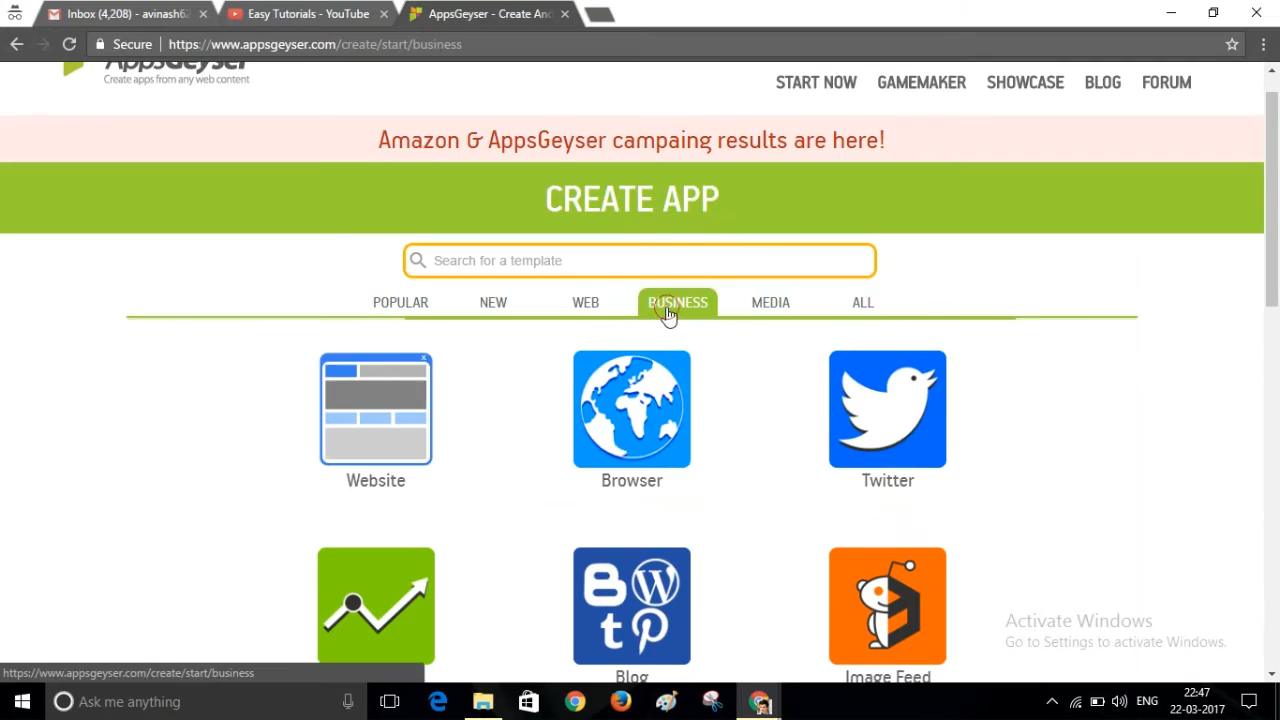 Inbox (4,208) - avinash62
Easy Tutorials - YouTube
AppsGeyser - Create And
Secure
https://www.appsgeyser.com/create/start/business
AppsGeyser
Create apps from any web content
START NOW GAMEMAKER SHOWCASE BLOG FORUM
Amazon & AppsGeyser campaing results are here!
CREATE APP
Search for a template
POPULAR NEW WEB BUSINESS MEDIA ALL
Website Browser Twitter
Blog Image Feed
Activate Windows
Go to Settings to activate Windows.
https://www.appsgeyser.com/create/start/business
Ask me anything
ENG
22:47
22-03-2017